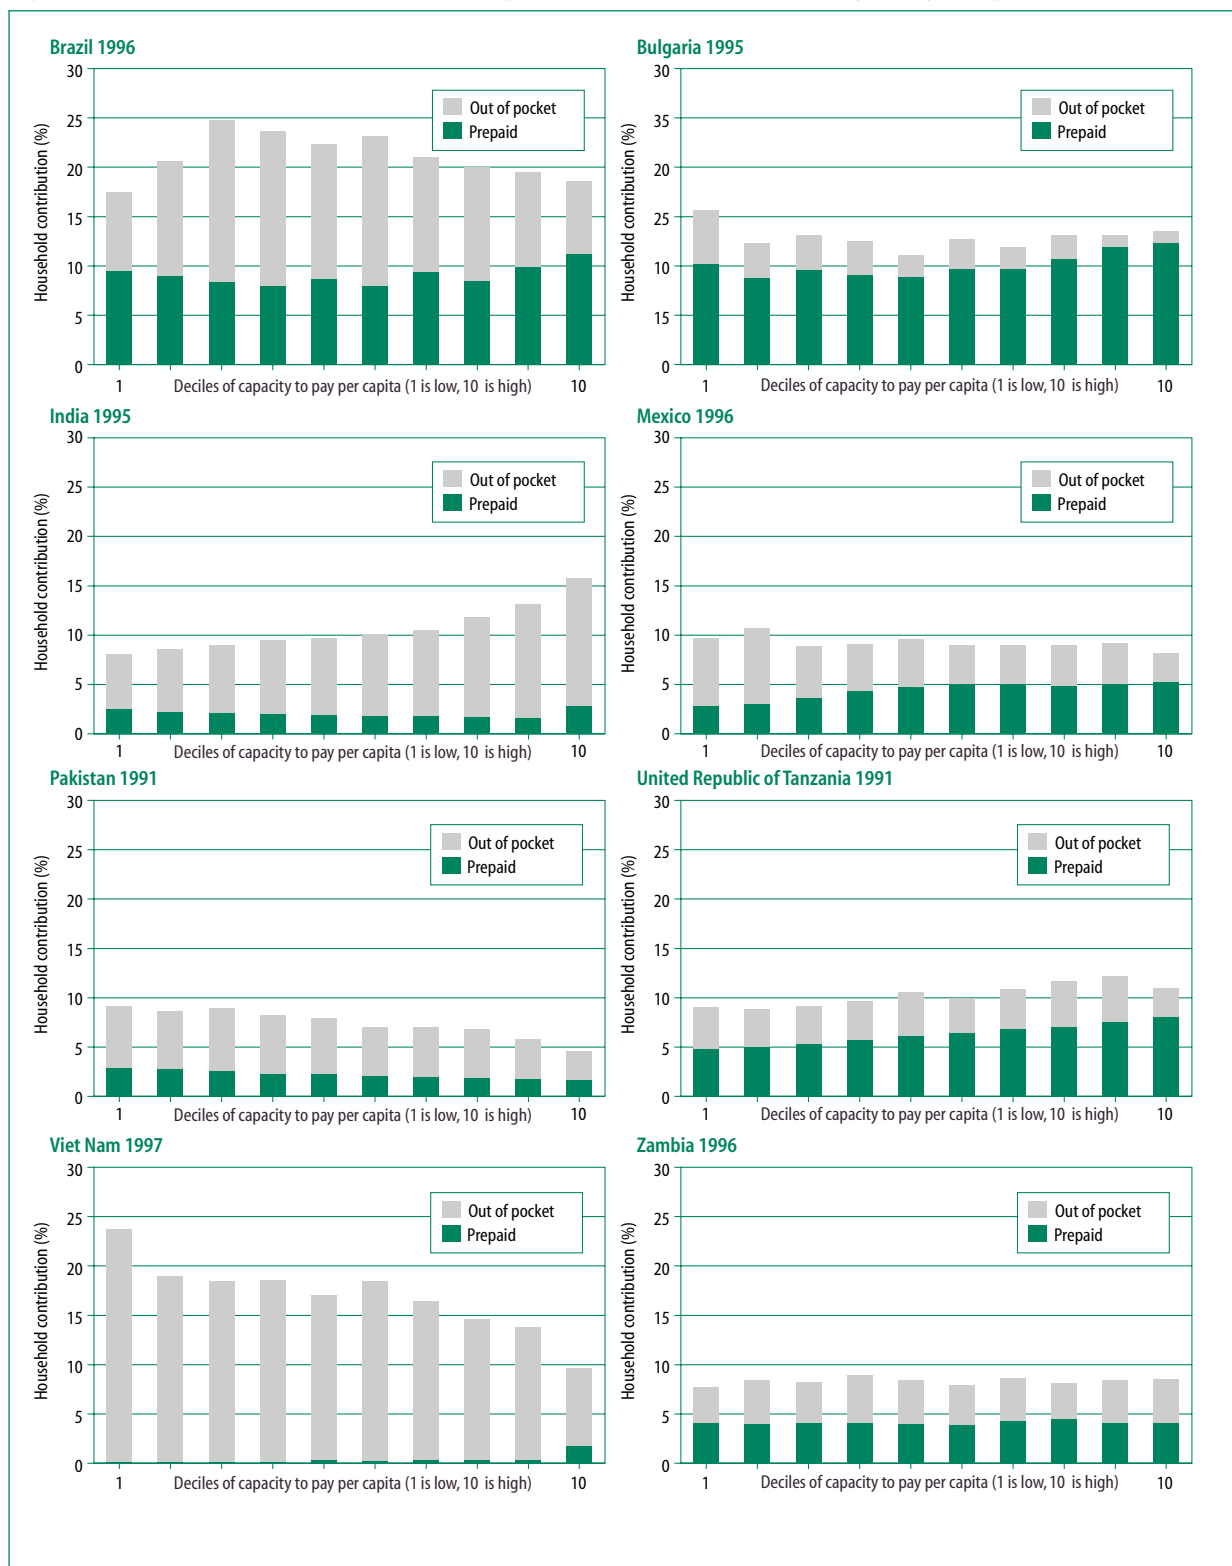 Brazil 1996
Household contribution (%)
30
25
20
15
10
5
0
Out of pocket
Prepaid
1 Deciles of capacity to pay per capita (1 is low, 10 is high) 10
Bulgaria 1995
Household contribution (%)
30
35
20
25
10
15
0
Out of pocket
Prepaid
1 Deciles of capacity to pay per capita (1 is low, 10 is high) 10
India 1995
Household contribution (%)
30
25
20
15
10
5
0
Out of pocket
Prepaid
1 Deciles of capacity to pay per capita (1 is low, 10 is high) 10
Mexico 1996
Household contribution (%)
30
25
20
15
10
5
0
Out of pocket
Prepaid
1 Deciles of capacity to pay per capita (1 is low, 10 is high) 10
Pakistan 1991
Household contribution (%)
30
25
20
15
10
5
0
Out of pocket
Prepaid
1 Deciles of capacity to pay per capita (1 is low, 10 is high) 10
United Republic of Tanzania 1991
Household contribution (%)
30
25
20
15
10
5
0
Out of pocket
Prepaid
1 Deciles of capacity to pay per capita (1 is low, 10 is high) 10
Viet Nam 1997
Household contribution (%)
30
25
20
15
10
5
0
Out of pocket
Prepaid
1 Deciles of capacity to pay per capita (1 is low, 10 is high) 10
Zambia 1996
Household contribution (%)
30
25
20
15
10
5
0
Out of pocket
Prepaid
1 Deciles of capacity to pay per capita (1 is low, 10 is high) 10